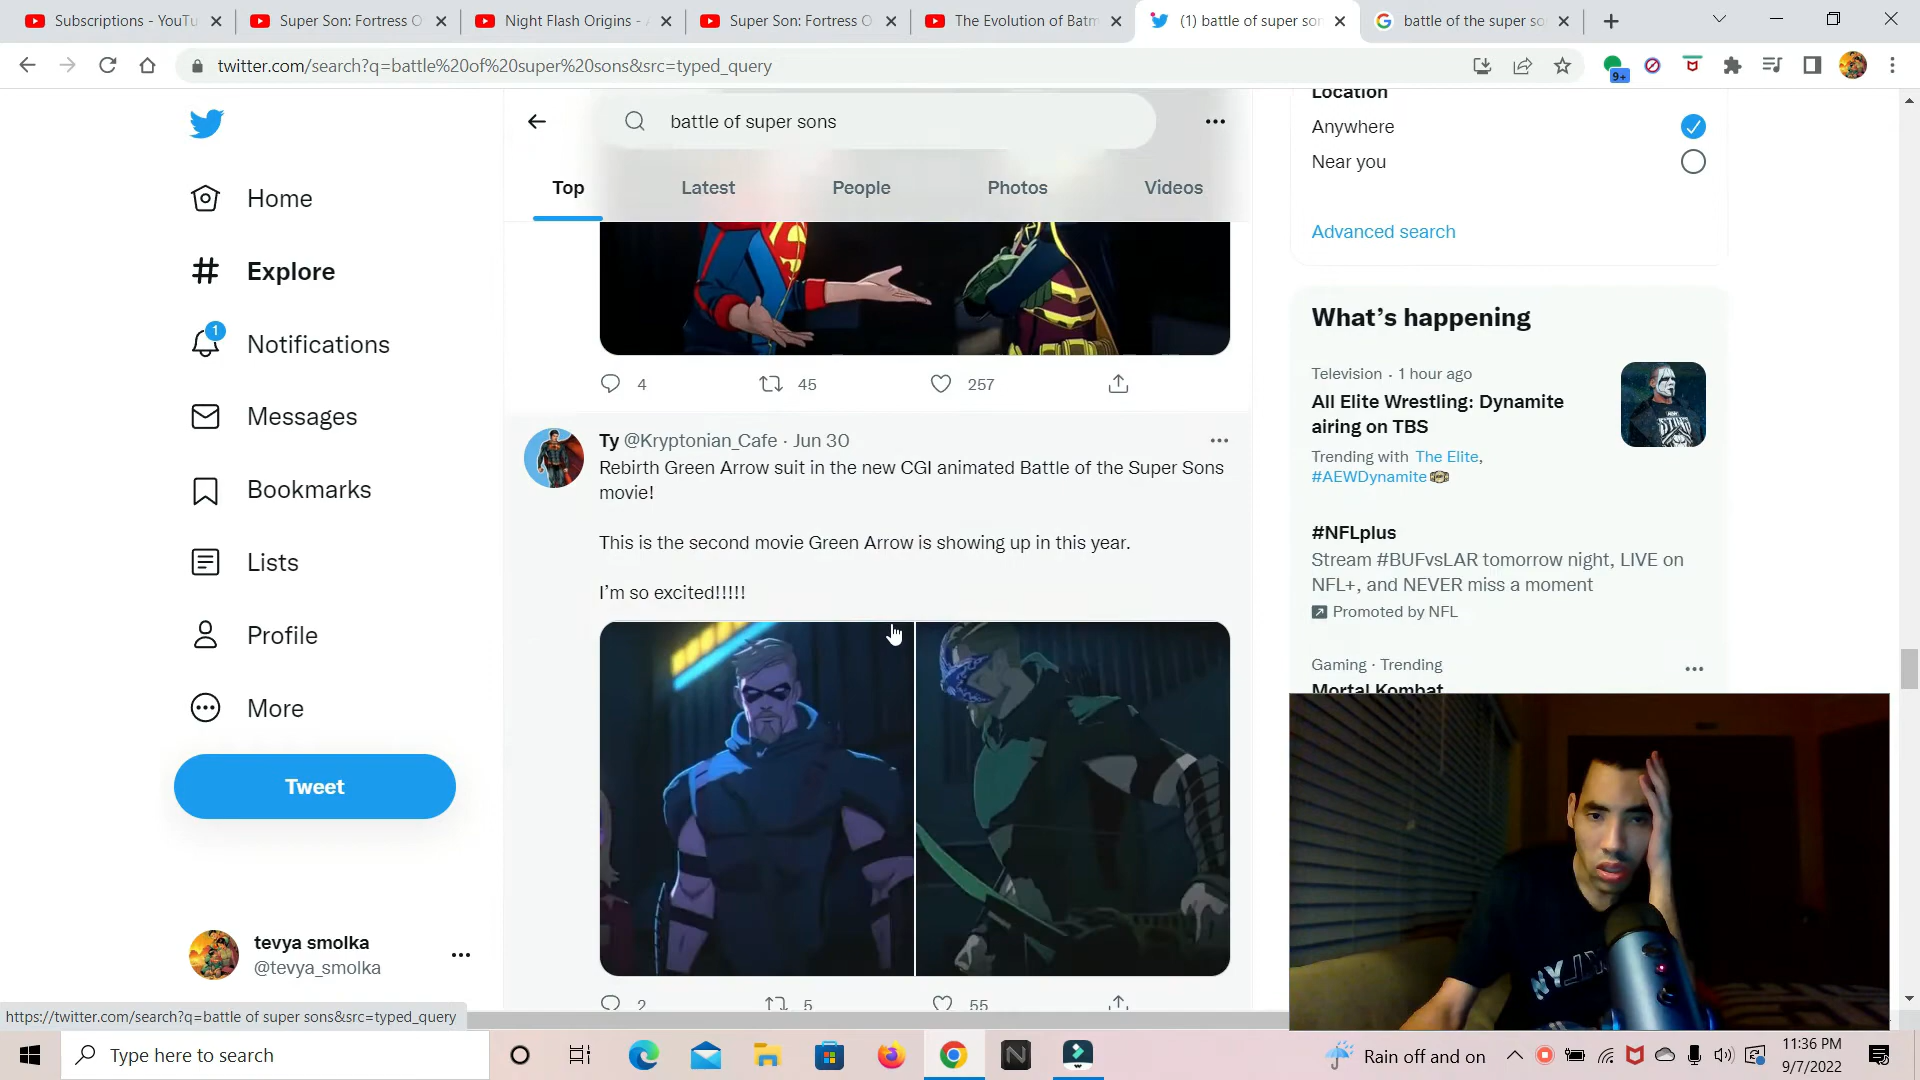 Subscriptions - YouTu
Super Son: Fortress O
Night Flash Origins -
Super Son: Fortress O
The Evolution of Batm
(1) battle of super son
battle of the super so
twitter.com/search?q=battle%20of%20super%20sons&src=typed_query
9+
battle of super sons
Top
Latest
People
Photos
Videos
Home
Explore
1
Notifications
Messages
Bookmarks
Lists
Profile
More
Tweet
tevya smolka
@tevya_smolka
4
45
257
Ty @Kryptonian_Cafe · Jun 30
Rebirth Green Arrow suit in the new CGI animated Battle of the Super Sons
movie!
This is the second movie Green Arrow is showing up in this year.
I'm so excited!!!!!
2
5
55
Location
Anywhere
Near you
Advanced search
What's happening
Television · 1 hour ago
All Elite Wrestling: Dynamite
airing on TBS
Trending with The Elite,
#AEWDynamite
#NFLplus
Stream #BUFvsLAR tomorrow night, LIVE on
NFL+, and NEVER miss a moment
Promoted by NFL
Gaming · Trending
Mortal Kombat
https://twitter.com/search?q=battle of super sons&src=typed_query
Type here to search
Rain off and on
11:36 PM
9/7/2022